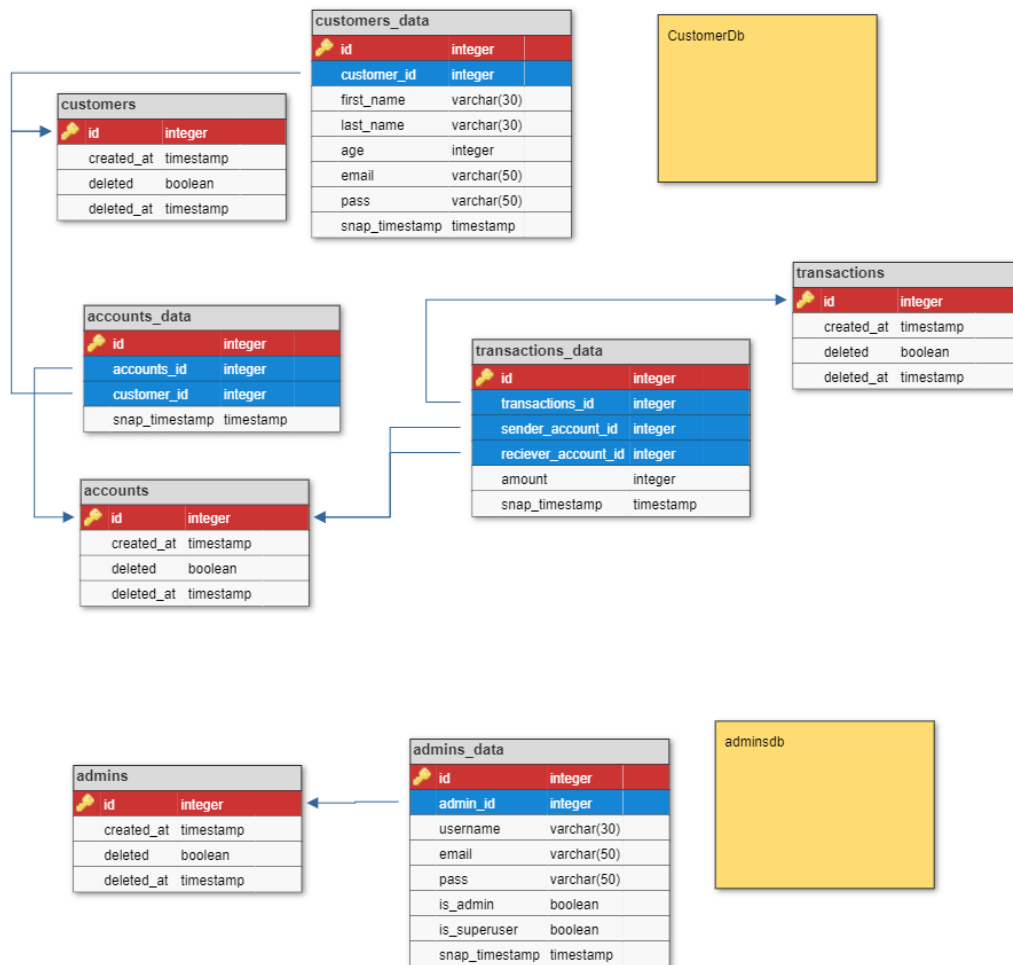 customers_data
id integer
customer_id integer
first_name varchar(30)
last_name varchar(30)
age integer
email varchar(50)
pass varchar(50)
snap_timestamp timestamp
CustomerDb
customers
id integer
created_at timestamp
deleted boolean
deleted_at timestamp
transactions
id integer
created_at timestamp
deleted boolean
deleted_at timestamp
accounts_data
id integer
accounts_id integer
customer_id integer
snap_timestamp timestamp
transactions_data
id integer
transactions_id integer
sender_account_id integer
reciever_account_id integer
amount integer
snap_timestamp timestamp
accounts
id integer
created_at timestamp
deleted boolean
deleted_at timestamp
admins_data
id integer
admin_id integer
username varchar(30)
email varchar(50)
pass varchar(50)
is_admin boolean
is_superuser boolean
snap_timestamp timestamp
adminsdb
admins
id integer
created_at timestamp
deleted boolean
deleted_at timestamp